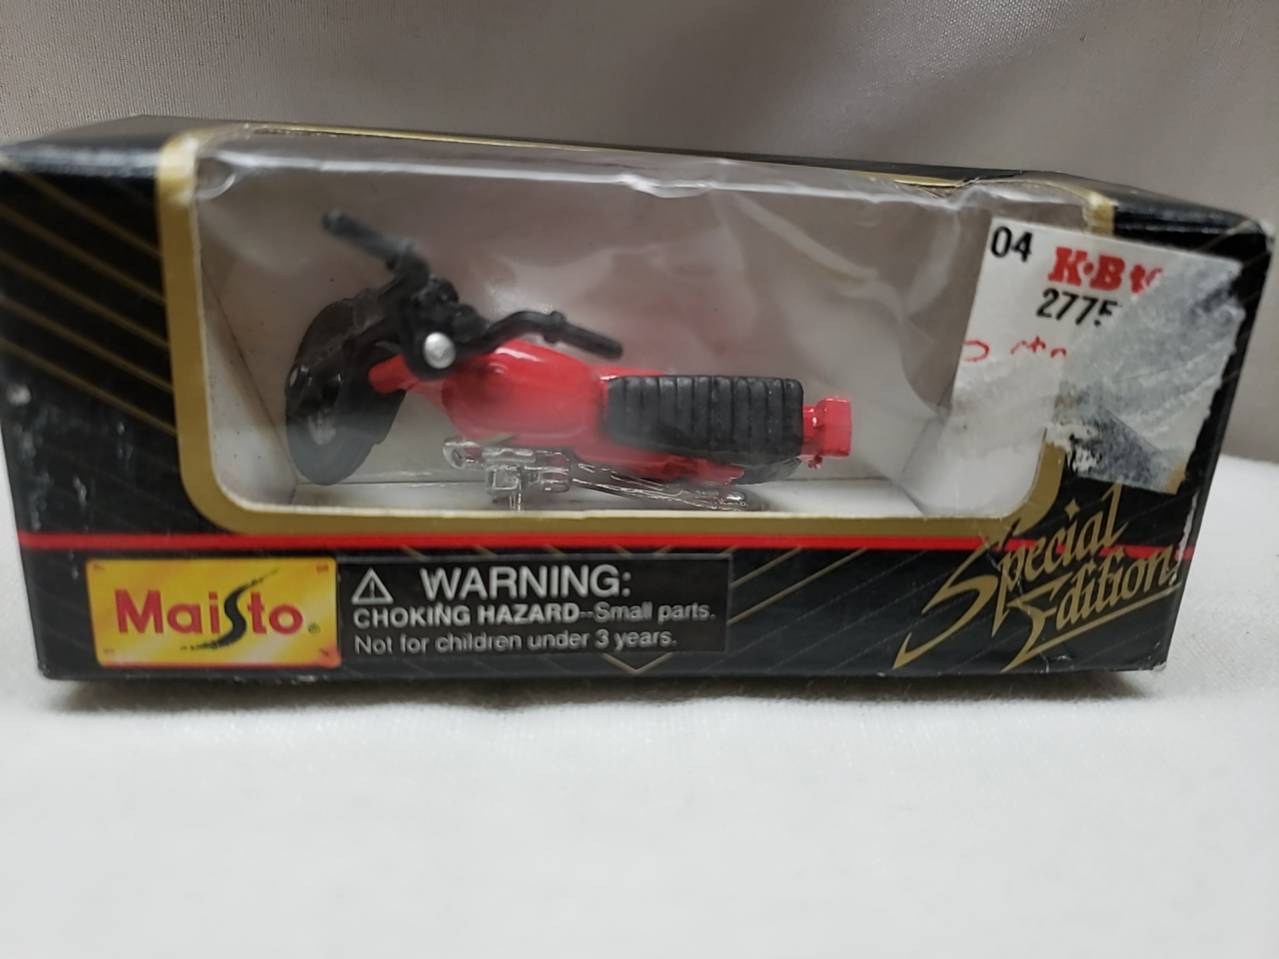 04 K·B
2775
Special
Edition
Maisto
WARNING:
CHOKING HAZARD--Small parts.
Not for children under 3 years.